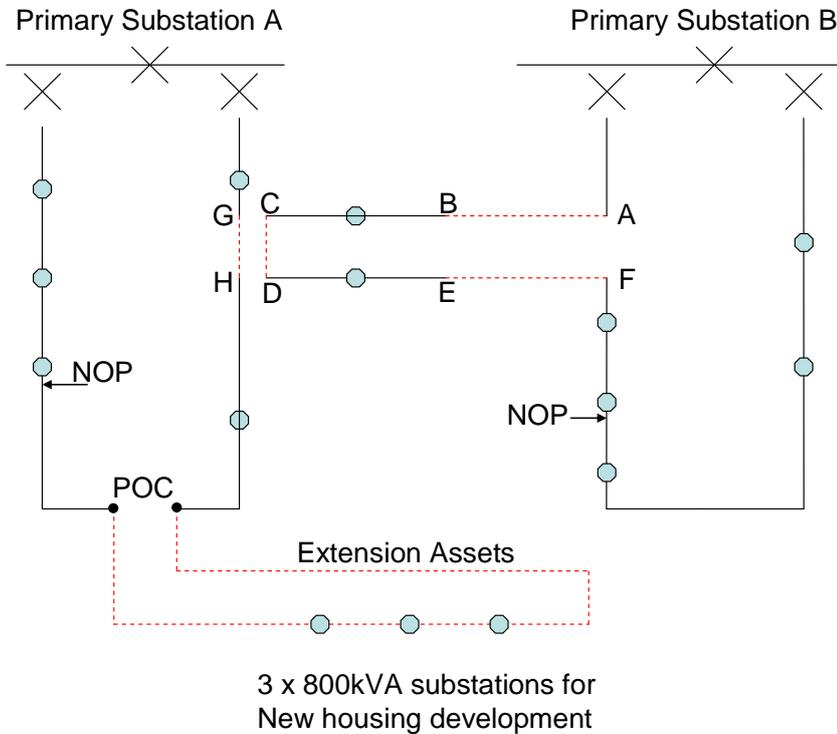 Primary Substation A
Primary Substation B
G
C
B
A
H
D
E
F
NOP
NOP
POC
Extension Assets
3 x 800kVA substations for
New housing development